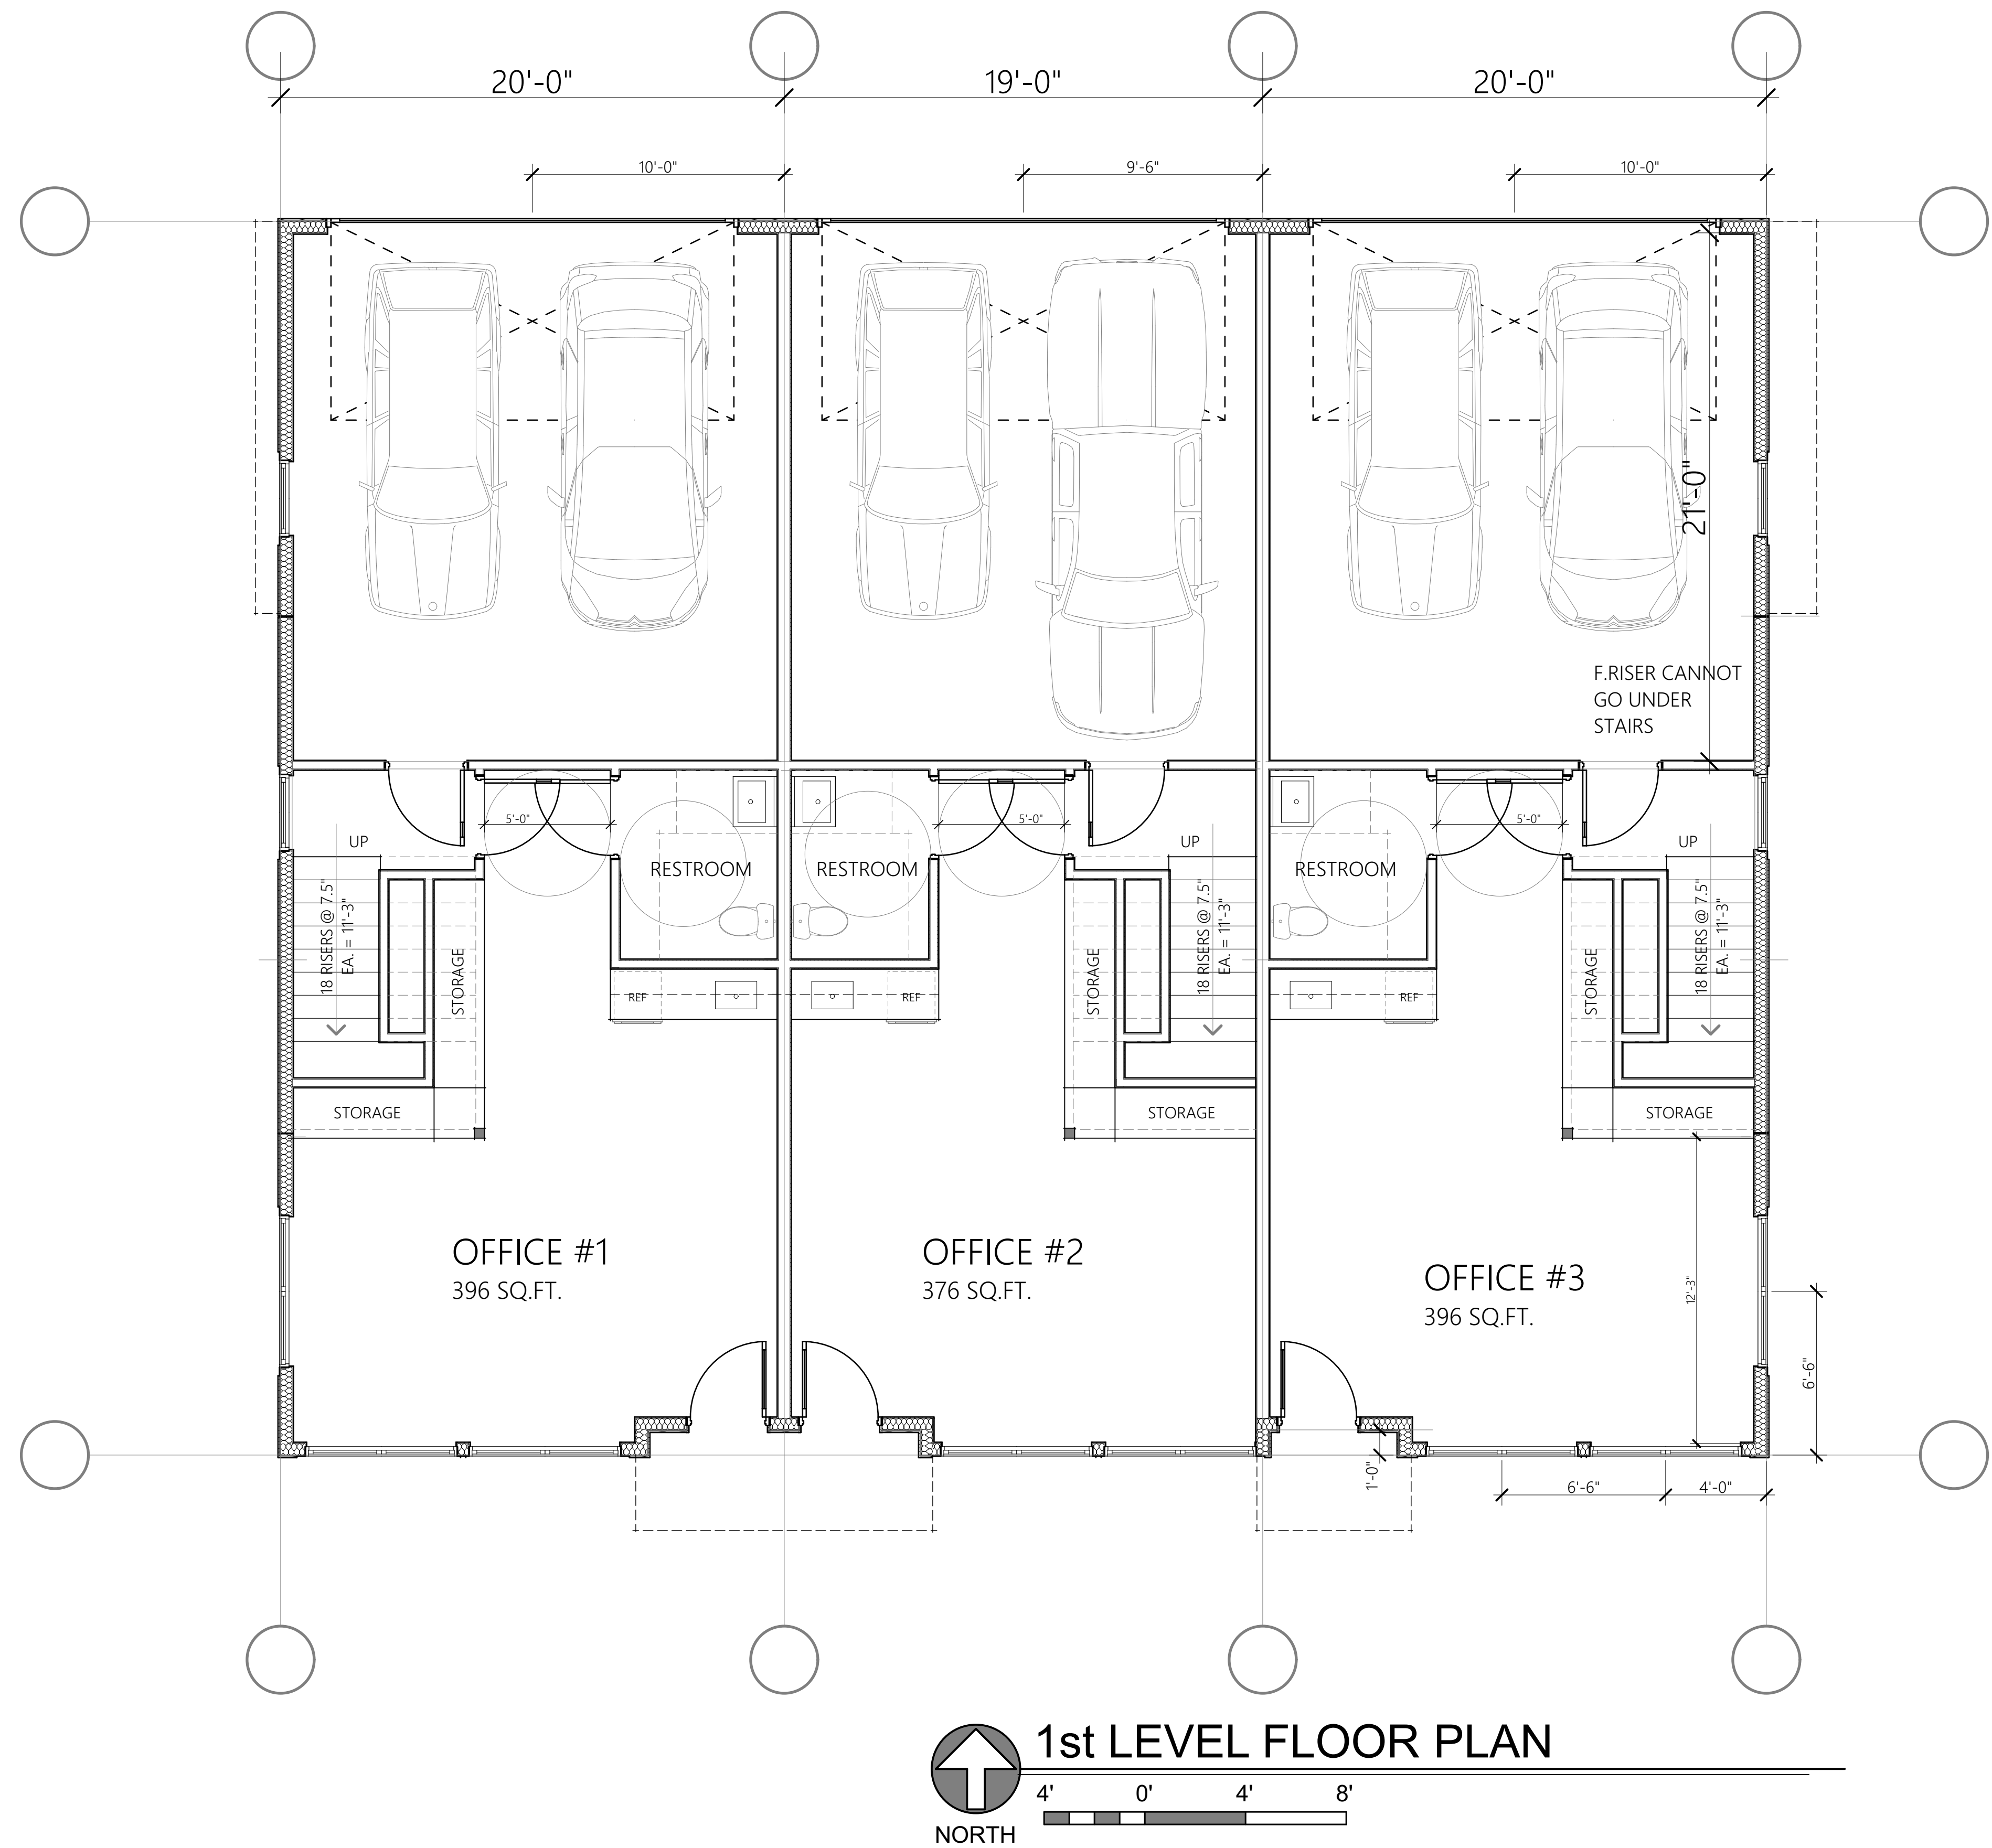 20'-0"
19'-0"
20'-0"
10'-0"
9'-6"
10'-0"
21'-0"
F.RISER CANNOT
GO UNDER
STAIRS
5'-0"
5'-0"
5'-0"
UP
UP
UP
RESTROOM
RESTROOM
RESTROOM
18 RISERS @ 7.5"
EA. = 11'-3"
STORAGE
STORAGE
18 RISERS @ 7.5"
EA. = 11'-3"
STORAGE
18 RISERS @ 7.5"
EA. = 11'-3"
REF
REF
REF
STORAGE
STORAGE
STORAGE
OFFICE #1
396 SQ.FT.
OFFICE #2
376 SQ.FT.
OFFICE #3
396 SQ.FT.
12'-3"
6'-6"
1'-0"
6'-6"
4'-0"
1st LEVEL FLOOR PLAN
4'
0'
4'
8'
NORTH